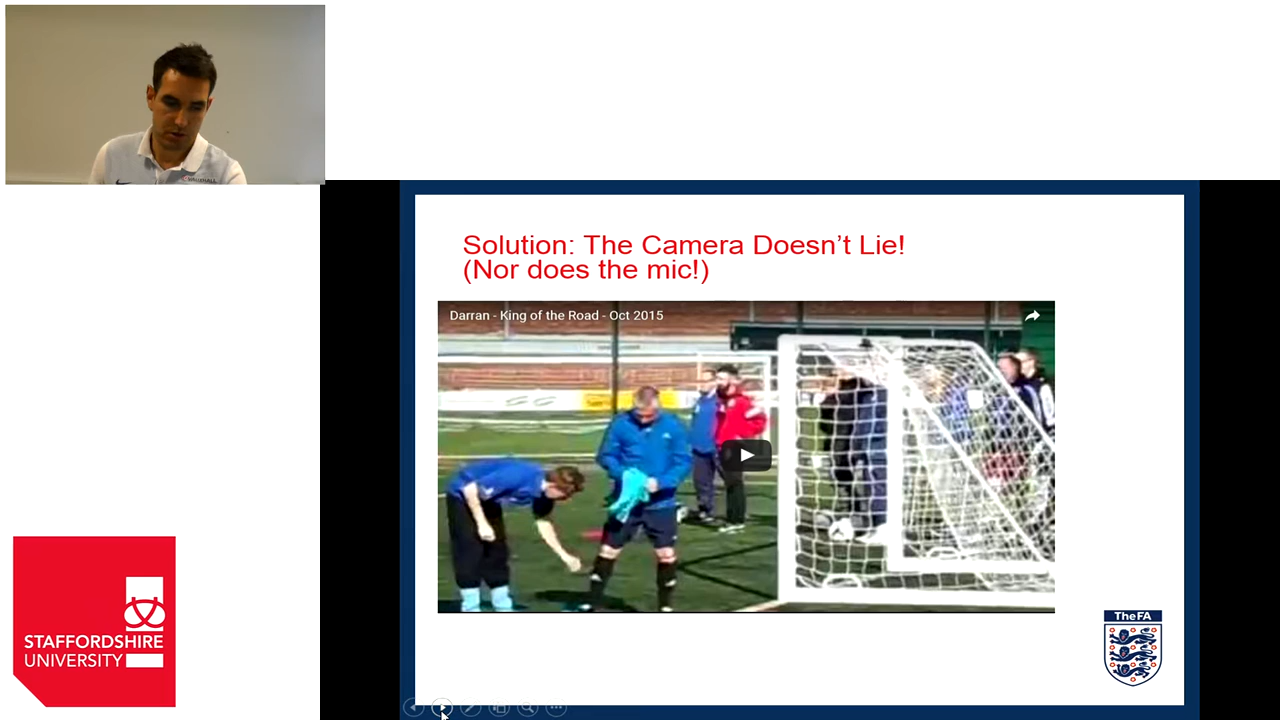 VAUXHALL
Solution: The Camera Doesn't Lie!
(Nor does the mic!)
Darran - King of the Road - Oct 2015
STAFFORDSHIRE
UNIVERSITY
TheFA